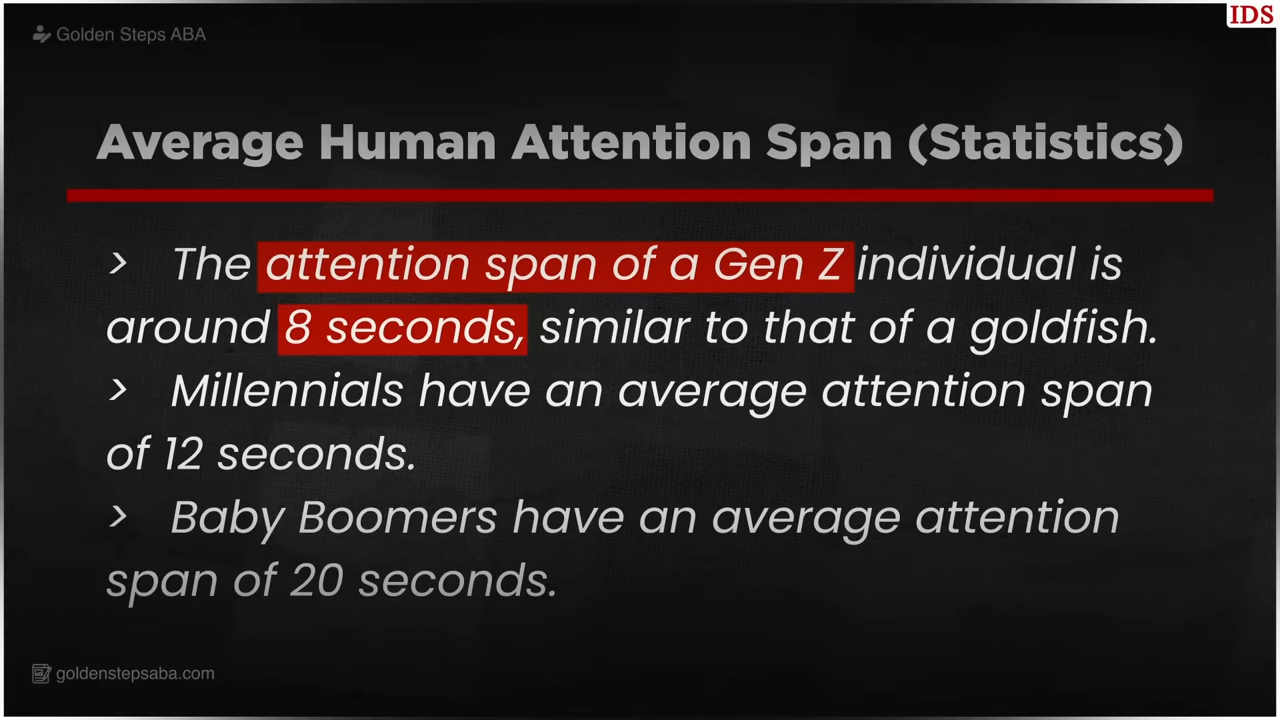 IDS
Golden Steps ABA
Average Human Attention Span (Statistics)
> The attention span of a Gen Z individual is
around 8 seconds, similar to that of a goldfish.
> Millennials have an average attention span
of 12 seconds.
> Baby Boomers have an average attention
span of 20 seconds.
goldenstepsaba.com